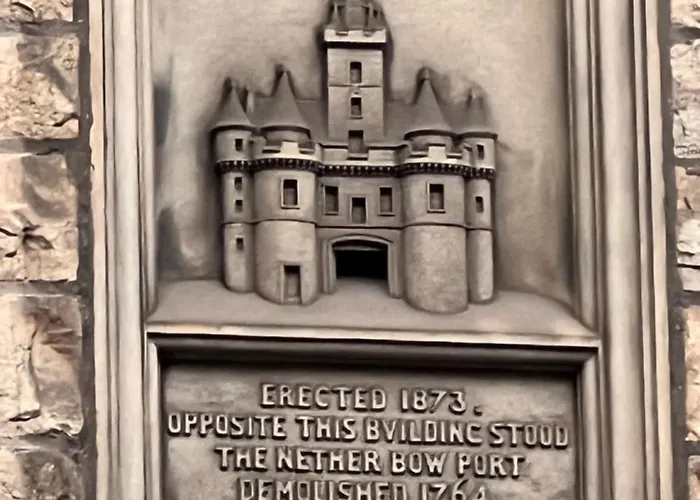 ERECTED 1873.
OPPOSITE THIS BVILDING STOOD
THE NETHER BOW PORT
DEMOLISHED 1764